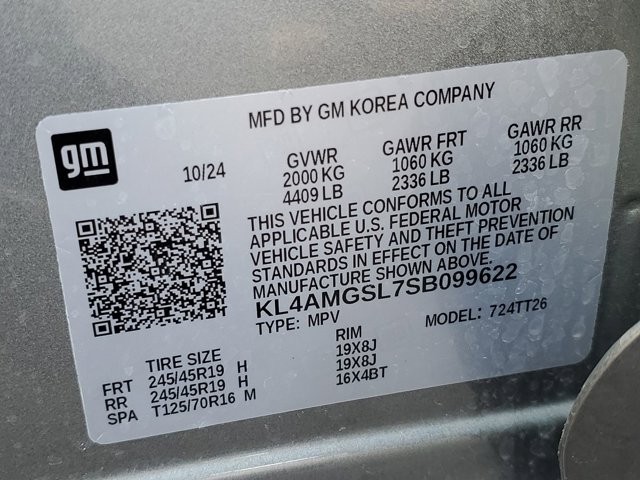 MFD BY GM KOREA COMPANY
gm
10/24
GVWR
2000 KG
4409 LB
GAWR FRT
1060 KG
2336 LB
GAWR RR
1060 KG
2336 LB
THIS VEHICLE CONFORMS TO ALL
APPLICABLE U.S. FEDERAL MOTOR
VEHICLE SAFETY AND THEFT PREVENTION
STANDARDS IN EFFECT ON THE DATE OF
MANUFACTURE SHOWN ABOVE.
KL4AMGSL7SB099622
TYPE: MPV MODEL: 724TT26
TIRE SIZE RIM
FRT 245/45R19 H 19X8J
RR 245/45R19 H 19X8J
SPA T125/70R16 M 16X4BT